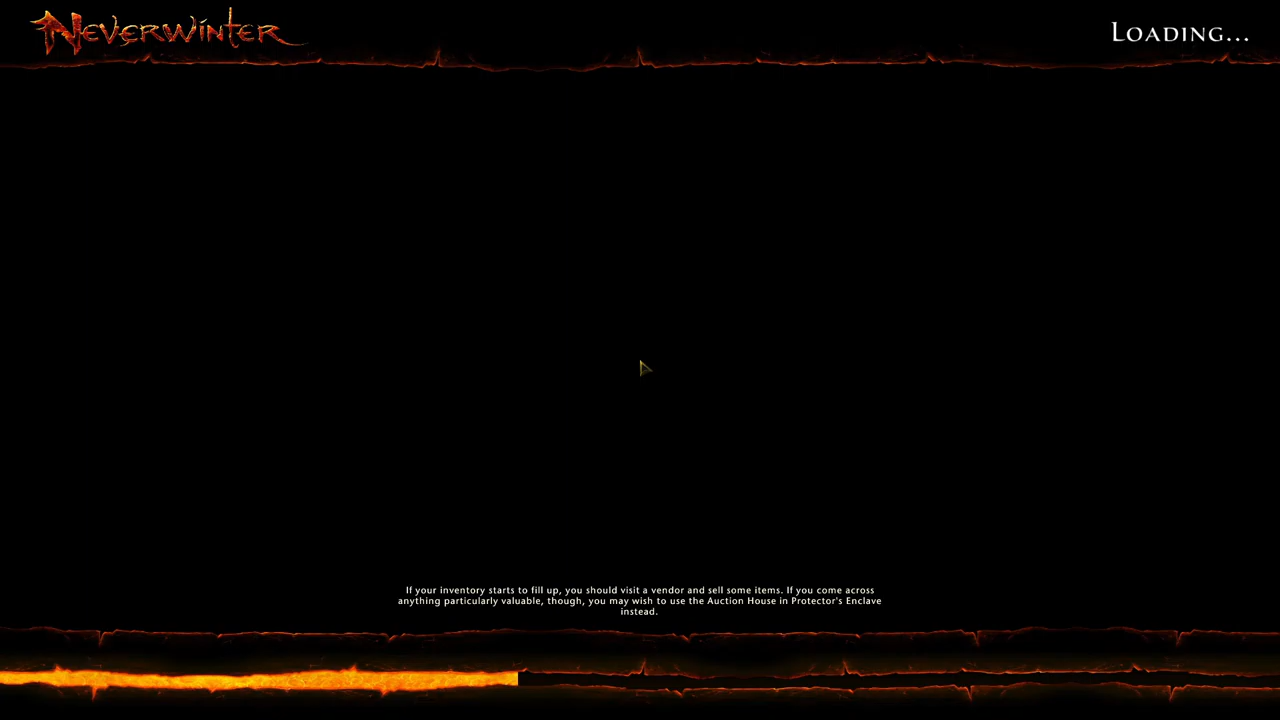 NEVERWINTER
LOADING...
If your inventory starts to fill up, you should visit a vendor and sell some items. If you come across
anything particularly valuable, though, you may wish to use the Auction House in Protector's Enclave
instead.